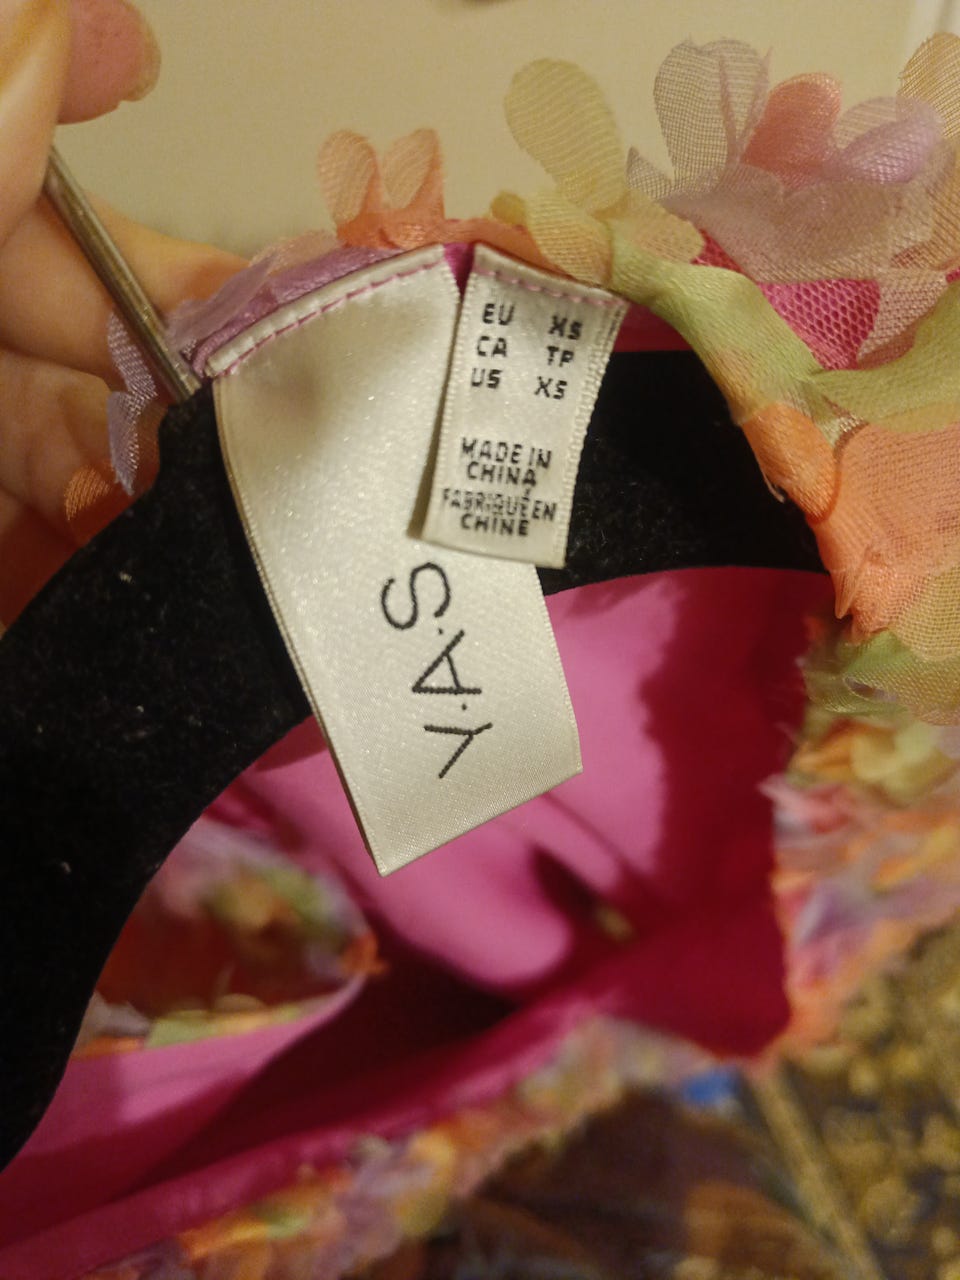 EU XS
CA TP
US XS
MADE IN
CHINA
FABRIQUÉ EN
CHINE
Y.A.S